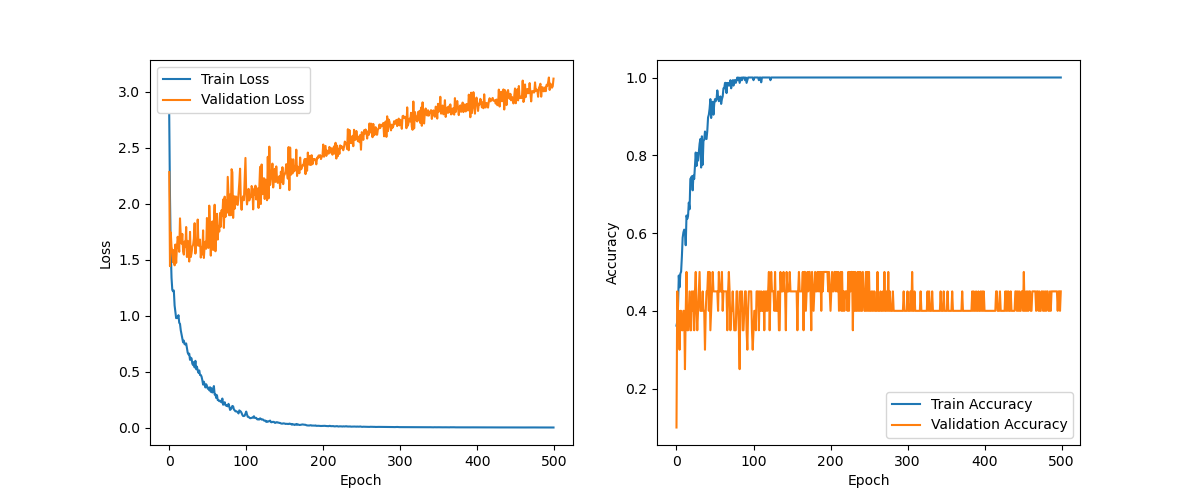 Train Loss
Validation Loss
3.0
2.5
2.0
1.5
1.0
0.5
0.0
Loss
0 100 200 300 400 500
Epoch
1.0
0.8
0.6
0.4
0.2
Accuracy
Train Accuracy
Validation Accuracy
0 100 200 300 400 500
Epoch